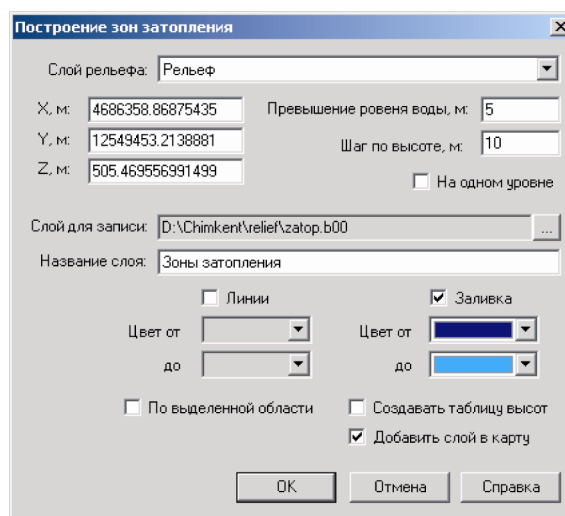 Построение зон затопления
Слой рельефа: Рельеф
X, м: 4686358.86875435 Превышение ровеня воды, м: 5
Y, м: 12549453.2138881 Шаг по высоте, м: 10
Z, м: 505.469556991499
На одном уровне
Слой для записи: D:\Chimkent\relief\zatop.b00 ...
Название слоя: Зоны затопления
Линии Заливка
Цвет от Цвет от
до до
По выделенной области Создавать таблицу высот
Добавить слой в карту
OK Отмена Справка